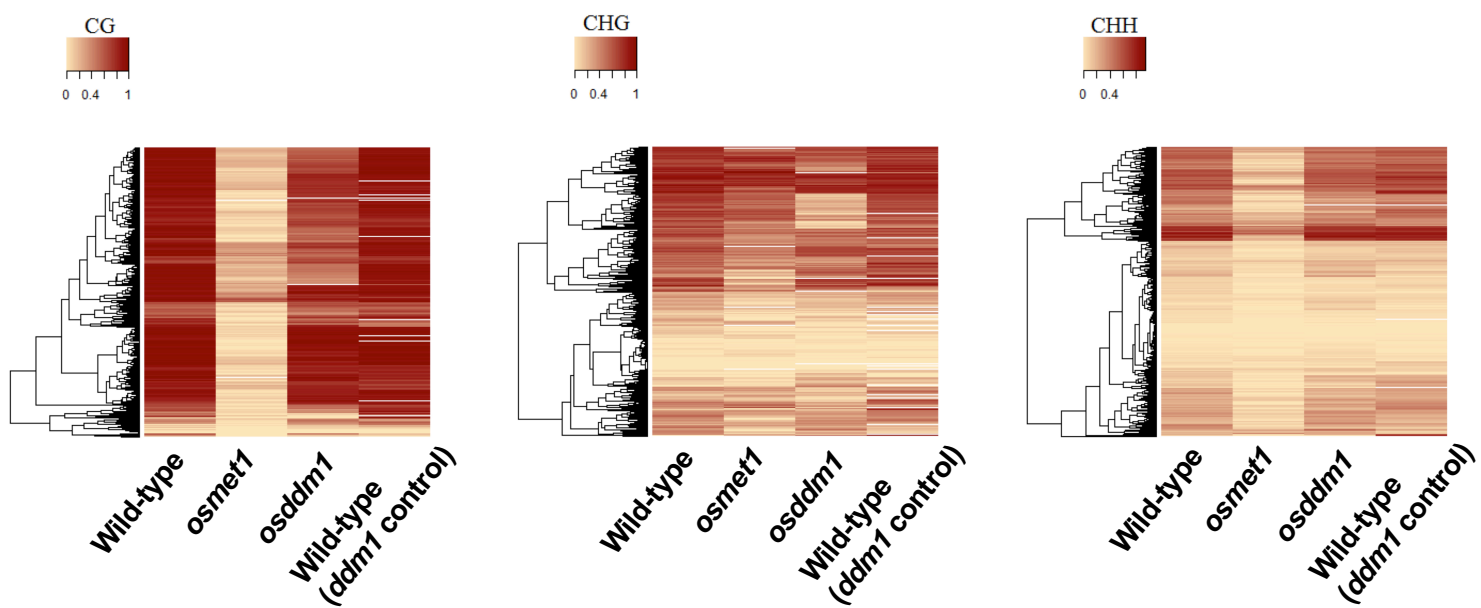 CG
0 0.4 1
Wild-type
osmet1
osddm1
Wild-type
(ddm1 control)
CHG
0 0.4 1
Wild-type
osmet1
osddm1
Wild-type
(ddm1 control)
CHH
0 0.4
Wild-type
osmet1
osddm1
Wild-type
(ddm1 control)